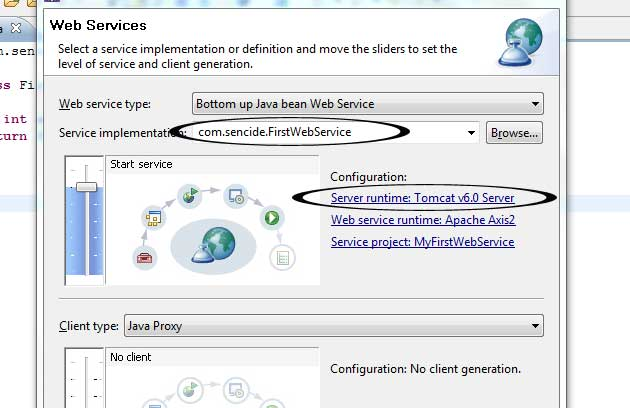 Web Services
Select a service implementation or definition and move the sliders to set the
level of service and client generation.
n.sen
ss Fi
int
turn
Web service type: Bottom up Java bean Web Service
Service implementation: com.sencide.FirstWebService Browse...
Start service
Configuration:
Server runtime: Tomcat v6.0 Server
Web service runtime: Apache Axis2
Service project: MyFirstWebService
Client type: Java Proxy
No client
Configuration: No client generation.